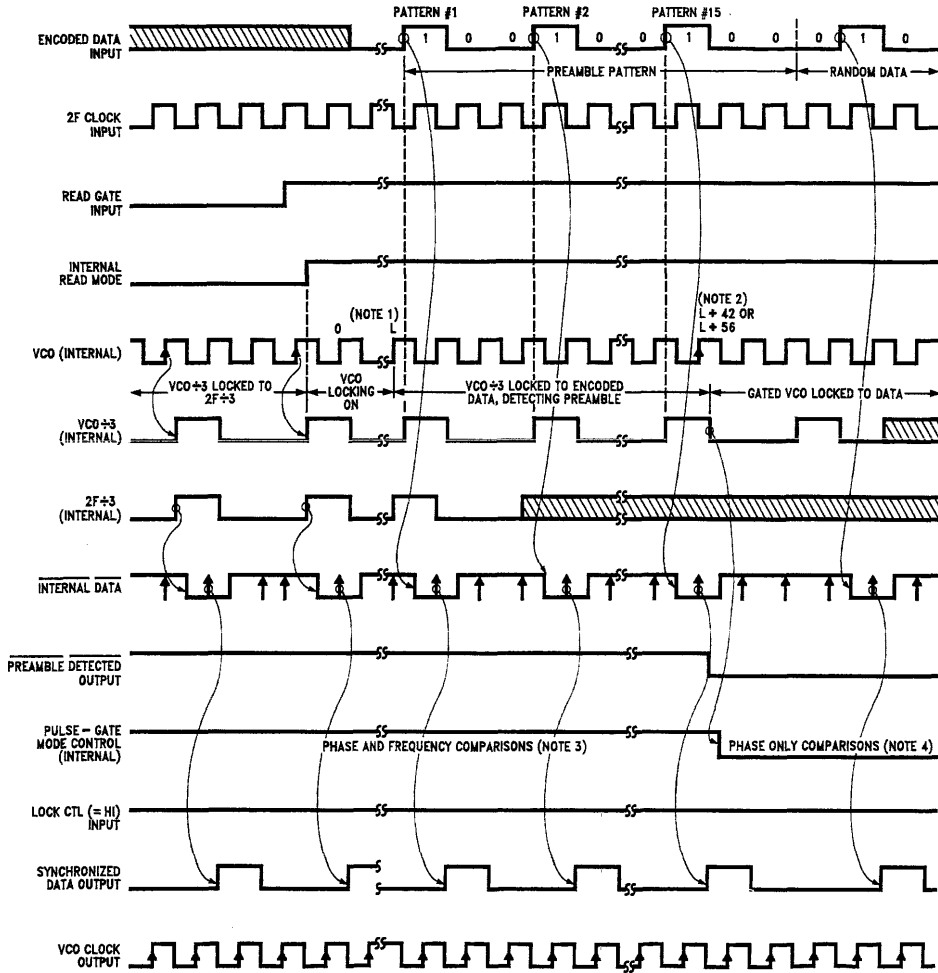 PATTERN #1 PATTERN #2 PATTERN #15
ENCODED DATA
INPUT
1 0 0 1 0 0 0 1 0 0 0 1 0
PREAMBLE PATTERN RANDOM DATA
2F CLOCK
INPUT
READ GATE
INPUT
INTERNAL
READ MODE
(NOTE 1)
0 L
(NOTE 2)
L + 42 OR
L + 56
VCO (INTERNAL)
VCO÷3 LOCKED TO
2F÷3
VCO
LOCKING
ON
VCO÷3 LOCKED TO ENCODED
DATA, DETECTING PREAMBLE
GATED VCO LOCKED TO DATA
VCO÷3
(INTERNAL)
2F÷3
(INTERNAL)
INTERNAL DATA
PREAMBLE DETECTED
OUTPUT
PULSE-GATE
MODE CONTROL
(INTERNAL)
PHASE AND FREQUENCY COMPARISONS (NOTE 3)
PHASE ONLY COMPARISONS (NOTE 4)
LOCK CTL (=HI)
INPUT
SYNCHRONIZED
DATA OUTPUT
VCO CLOCK
OUTPUT